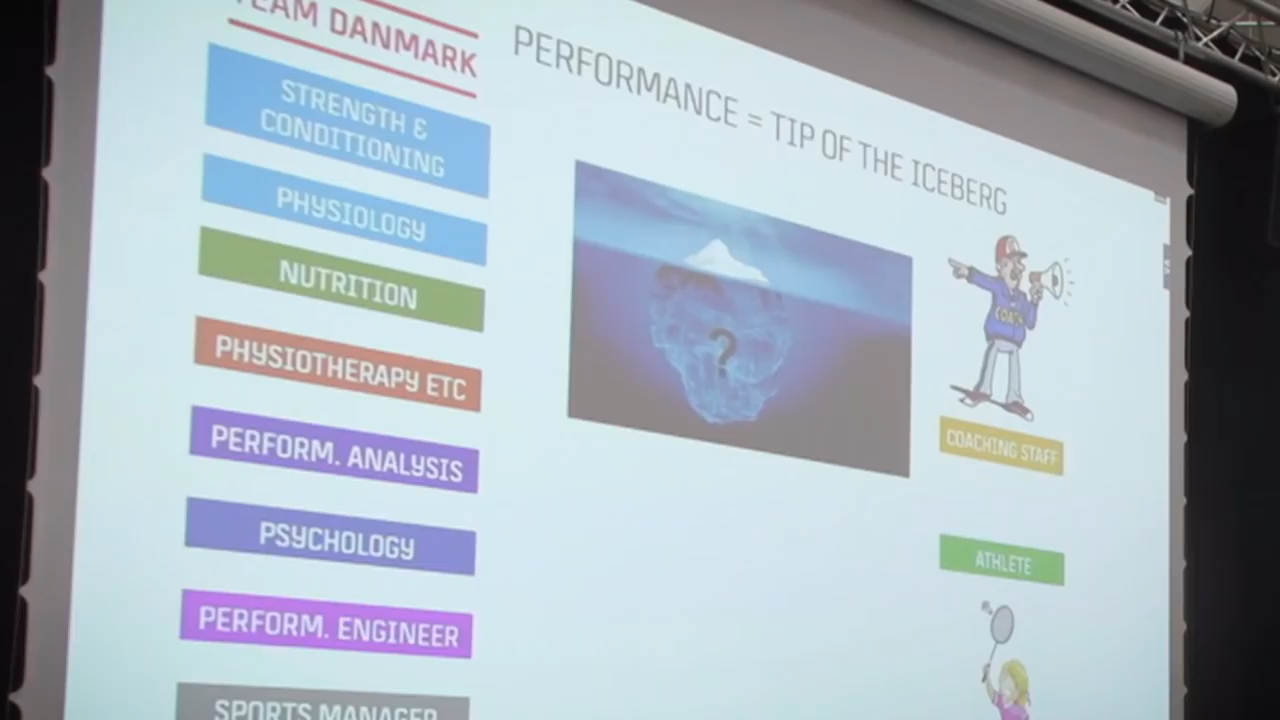 TEAM DANMARK
STRENGTH &
CONDITIONING
PHYSIOLOGY
NUTRITION
PHYSIOTHERAPY ETC
PERFORM. ANALYSIS
PSYCHOLOGY
PERFORM. ENGINEER
SPORTS MANAGER
PERFORMANCE = TIP OF THE ICEBERG
?
COACH
COACHING STAFF
ATHLETE